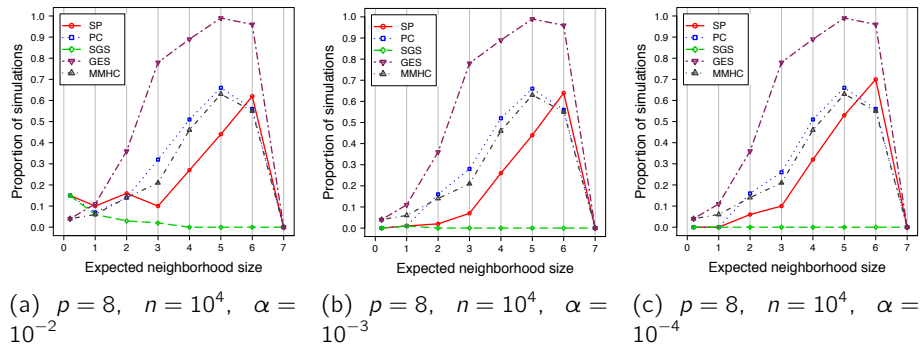 Proportion of simulations
1.0
0.9
0.8
0.7
0.6
0.5
0.4
0.3
0.2
0.1
0.0
SP
PC
SGS
GES
MMHC
0 1 2 3 4 5 6 7
Expected neighborhood size
(a) p = 8, n = 10⁴, α =
10⁻²
Proportion of simulations
1.0
0.9
0.8
0.7
0.6
0.5
0.4
0.3
0.2
0.1
0.0
SP
PC
SGS
GES
MMHC
0 1 2 3 4 5 6 7
Expected neighborhood size
(b) p = 8, n = 10⁴, α =
10⁻³
Proportion of simulations
1.0
0.9
0.8
0.7
0.6
0.5
0.4
0.3
0.2
0.1
0.0
SP
PC
SGS
GES
MMHC
0 1 2 3 4 5 6 7
Expected neighborhood size
(c) p = 8, n = 10⁴, α =
10⁻⁴